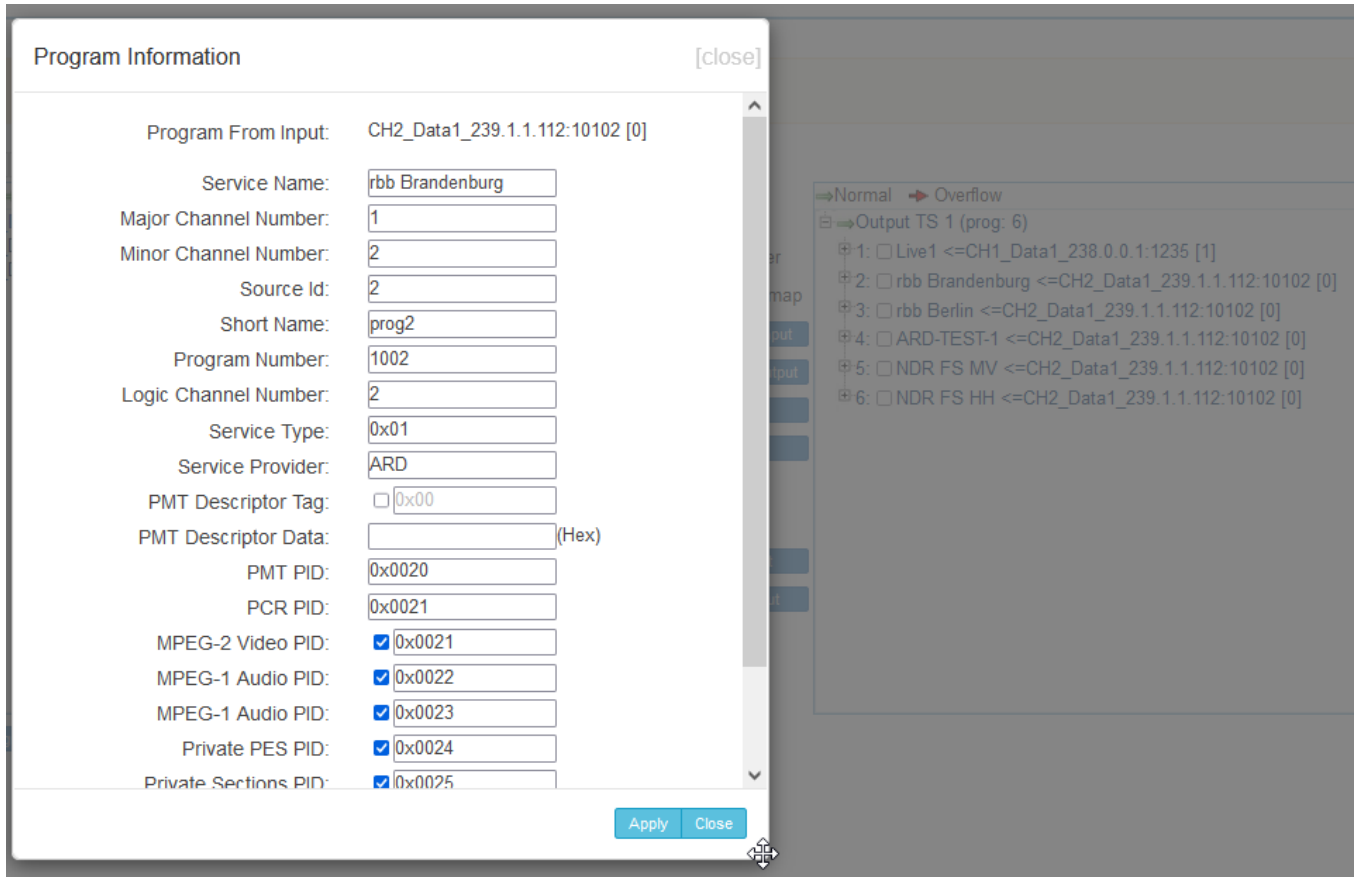 Program Information [close]
Program From Input: CH2_Data1_239.1.1.112:10102 [0]
Service Name: rbb Brandenburg
Major Channel Number: 1
Minor Channel Number: 2
Source Id: 2
Short Name: prog2
Program Number: 1002
Logic Channel Number: 2
Service Type: 0x01
Service Provider: ARD
PMT Descriptor Tag: 0x00
PMT Descriptor Data: (Hex)
PMT PID: 0x0020
PCR PID: 0x0021
MPEG-2 Video PID: 0x0021
MPEG-1 Audio PID: 0x0022
MPEG-1 Audio PID: 0x0023
Private PES PID: 0x0024
Private Sections PID: 0x0025
Apply Close
Normal Overflow
Output TS 1 (prog: 6)
1: Live1 <=CH1_Data1_238.0.0.1:1235 [1]
2: rbb Brandenburg <=CH2_Data1_239.1.1.112:10102 [0]
3: rbb Berlin <=CH2_Data1_239.1.1.112:10102 [0]
4: ARD-TEST-1 <=CH2_Data1_239.1.1.112:10102 [0]
5: NDR FS MV <=CH2_Data1_239.1.1.112:10102 [0]
6: NDR FS HH <=CH2_Data1_239.1.1.112:10102 [0]